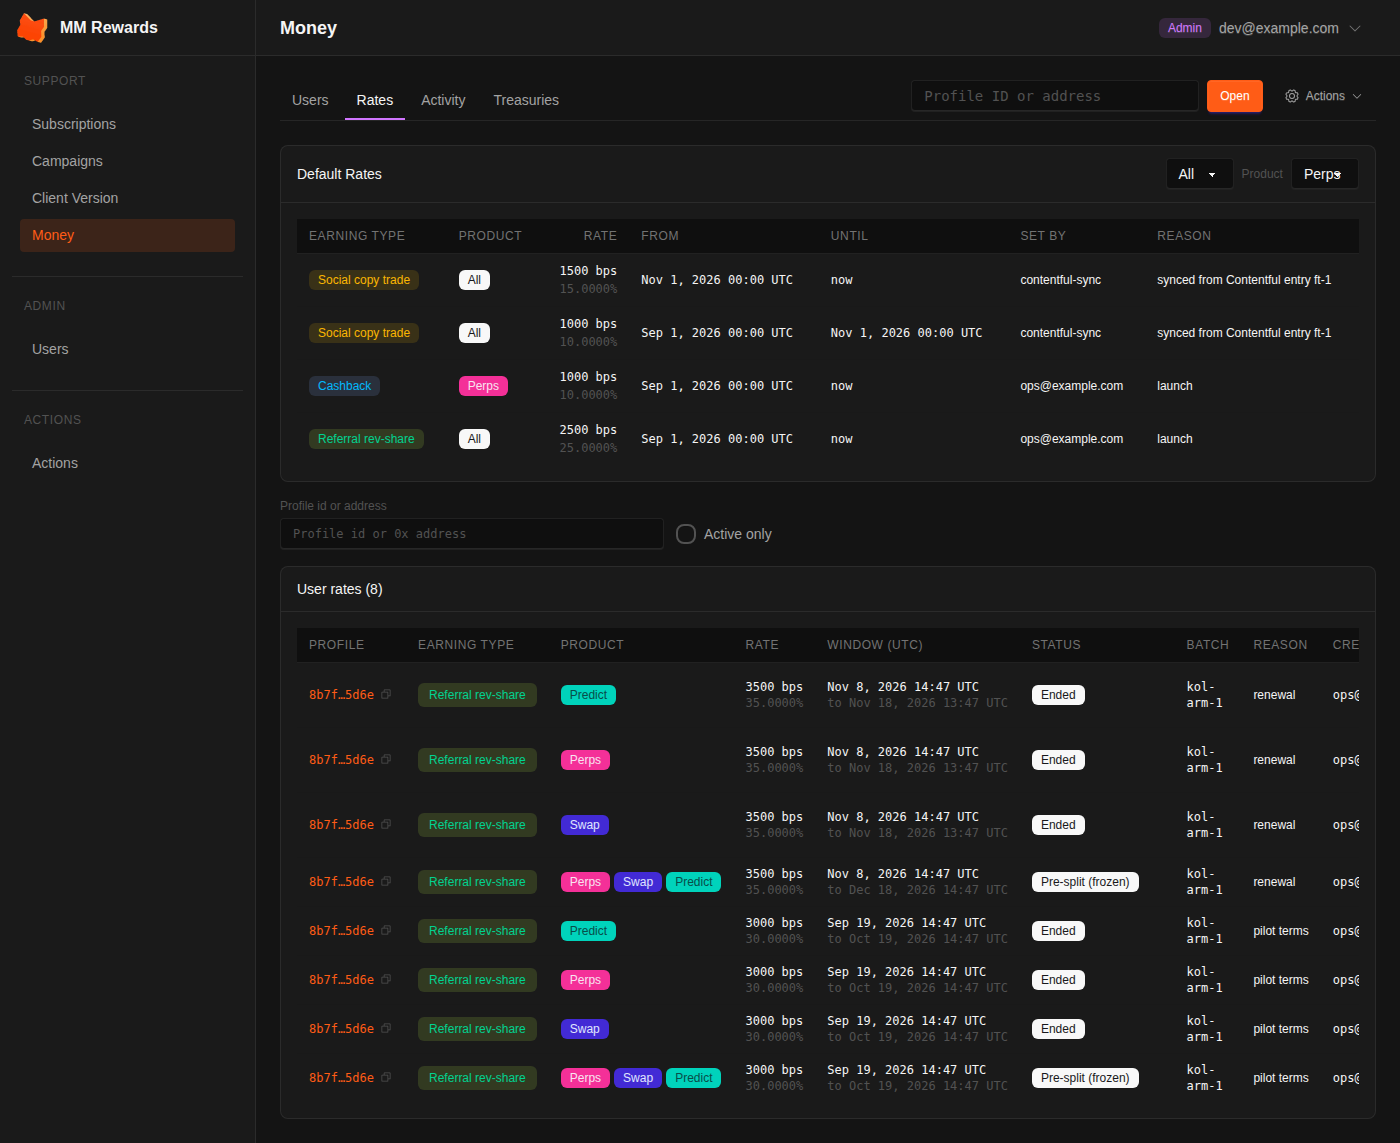 MM Rewards
Money
Admin dev@example.com
SUPPORT
Subscriptions
Campaigns
Client Version
Money
ADMIN
Users
ACTIONS
Actions
Users Rates Activity Treasuries
Profile ID or address Open Actions
Default Rates All Product Perps
EARNING TYPE PRODUCT RATE FROM UNTIL SET BY REASON
Social copy trade All 1500 bps Nov 1, 2026 00:00 UTC now contentful-sync synced from Contentful entry ft-1
15.0000%
Social copy trade All 1000 bps Sep 1, 2026 00:00 UTC Nov 1, 2026 00:00 UTC contentful-sync synced from Contentful entry ft-1
10.0000%
Cashback Perps 1000 bps Sep 1, 2026 00:00 UTC now ops@example.com launch
10.0000%
Referral rev-share All 2500 bps Sep 1, 2026 00:00 UTC now ops@example.com launch
25.0000%
Profile id or address
Profile id or 0x address Active only
User rates (8)
PROFILE EARNING TYPE PRODUCT RATE WINDOW (UTC) STATUS BATCH REASON CRE
8b7f…5d6e Referral rev-share Predict 3500 bps Nov 8, 2026 14:47 UTC Ended kol- renewal ops@
35.0000% to Nov 18, 2026 13:47 UTC arm-1
8b7f…5d6e Referral rev-share Perps 3500 bps Nov 8, 2026 14:47 UTC Ended kol- renewal ops@
35.0000% to Nov 18, 2026 13:47 UTC arm-1
8b7f…5d6e Referral rev-share Swap 3500 bps Nov 8, 2026 14:47 UTC Ended kol- renewal ops@
35.0000% to Nov 18, 2026 13:47 UTC arm-1
8b7f…5d6e Referral rev-share Perps Swap Predict 3500 bps Nov 8, 2026 14:47 UTC Pre-split (frozen) kol- renewal ops@
35.0000% to Dec 18, 2026 14:47 UTC arm-1
8b7f…5d6e Referral rev-share Predict 3000 bps Sep 19, 2026 14:47 UTC Ended kol- pilot terms ops@
30.0000% to Oct 19, 2026 14:47 UTC arm-1
8b7f…5d6e Referral rev-share Perps 3000 bps Sep 19, 2026 14:47 UTC Ended kol- pilot terms ops@
30.0000% to Oct 19, 2026 14:47 UTC arm-1
8b7f…5d6e Referral rev-share Swap 3000 bps Sep 19, 2026 14:47 UTC Ended kol- pilot terms ops@
30.0000% to Oct 19, 2026 14:47 UTC arm-1
8b7f…5d6e Referral rev-share Perps Swap Predict 3000 bps Sep 19, 2026 14:47 UTC Pre-split (frozen) kol- pilot terms ops@
30.0000% to Oct 19, 2026 14:47 UTC arm-1